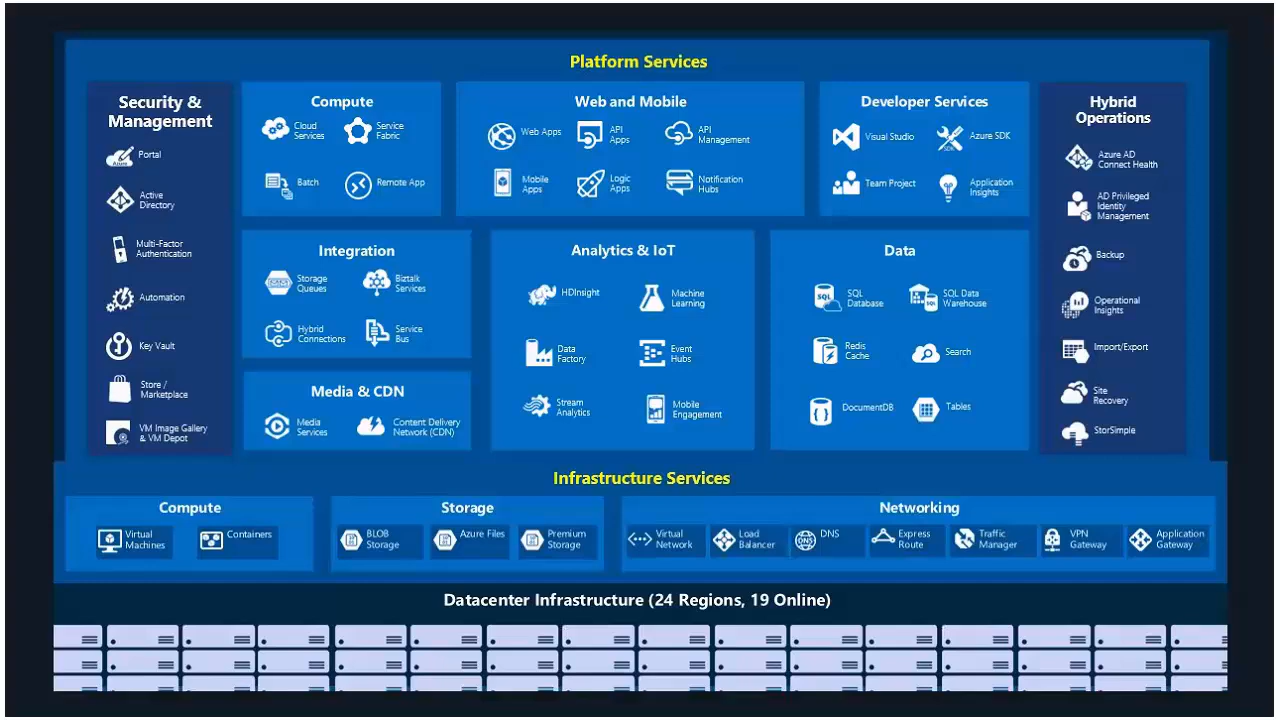 Platform Services
Security &
Management
Portal
Active
Directory
Multi-Factor
Authentication
Automation
Key Vault
Store /
Marketplace
VM Image Gallery
& VM Depot
Compute
Cloud
Services
Service
Fabric
Batch
Remote App
Web and Mobile
Web Apps
API
Apps
API
Management
Mobile
Apps
Logic
Apps
Notification
Hubs
Developer Services
Visual Studio
SDK
Azure SDK
Team Project
Application
Insights
Hybrid
Operations
Azure AD
Connect Health
AD Privileged
Identity
Management
Backup
Operational
Insights
Import/Export
Site
Recovery
StorSimple
Integration
Storage
Queues
Biztalk
Services
Hybrid
Connections
Service
Bus
Media & CDN
Media
Services
Content Delivery
Network (CDN)
Analytics & IoT
HDInsight
Machine
Learning
Data
Factory
Event
Hubs
Stream
Analytics
Mobile
Engagement
Data
SQL
SQL
Database
SQL
SQL Data
Warehouse
Redis
Cache
Search
{ }
DocumentDB
Tables
Infrastructure Services
Compute
Virtual
Machines
Containers
Storage
BLOB
Storage
Azure Files
Premium
Storage
Networking
Virtual
Network
Load
Balancer
DNS
DNS
Express
Route
Traffic
Manager
VPN
Gateway
Application
Gateway
Datacenter Infrastructure (24 Regions, 19 Online)